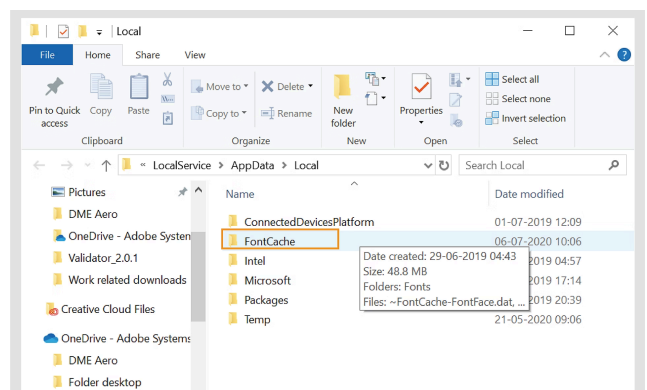 Local
File Home Share View
Pin to Quick access
Copy
Paste
Move to
Copy to
Delete
Rename
New folder
Properties
Select all
Select none
Invert selection
Clipboard Organize New Open Select
« LocalService > AppData > Local
Search Local
Pictures
DME Aero
OneDrive - Adobe System
Validator_2.0.1
Work related downloads
Creative Cloud Files
OneDrive - Adobe Systems
DME Aero
Folder desktop
Name Date modified
ConnectedDevicesPlatform 01-07-2019 12:09
FontCache 06-07-2020 10:06
Intel 2019 04:57
Microsoft 2019 17:14
Packages 2019 20:39
Temp 21-05-2020 09:06
Date created: 29-06-2019 04:43
Size: 48.8 MB
Folders: Fonts
Files: ~FontCache-FontFace.dat, ...